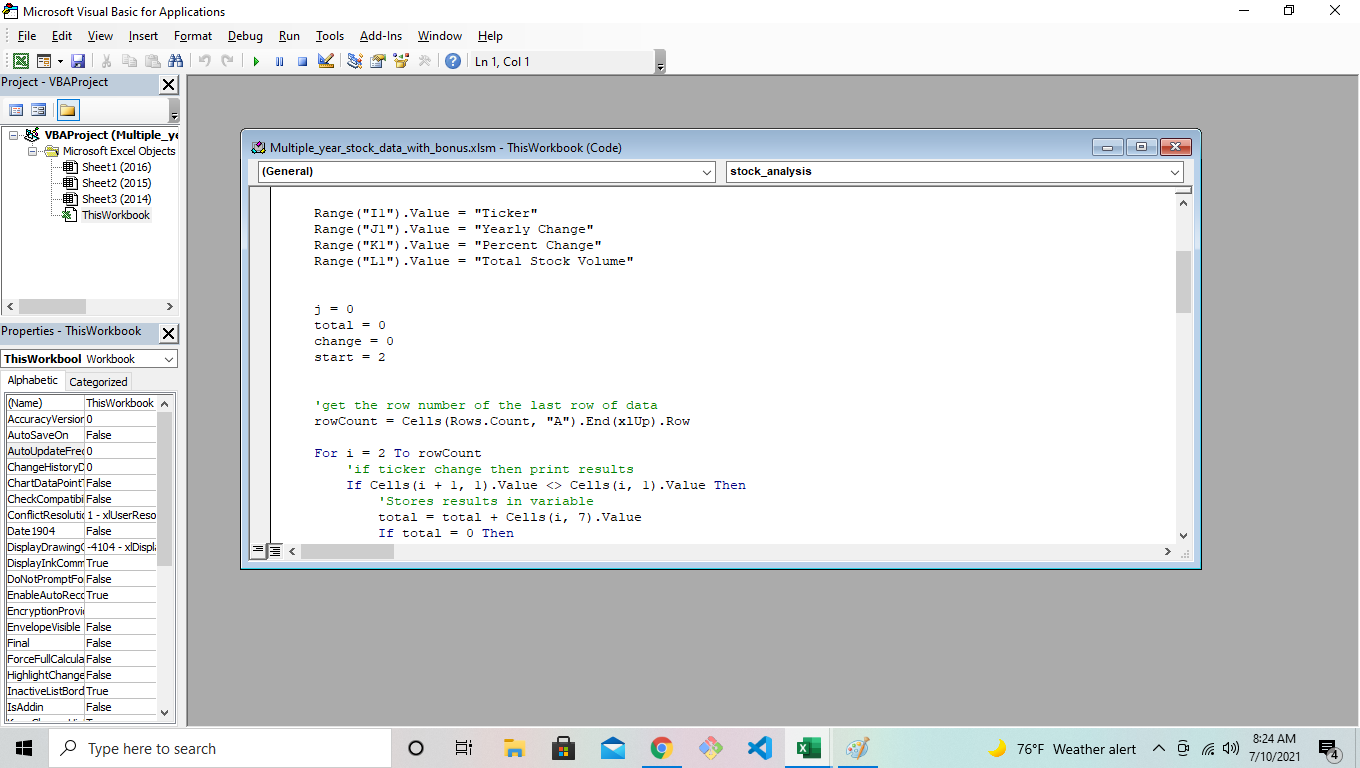 Microsoft Visual Basic for Applications
File Edit View Insert Format Debug Run Tools Add-Ins Window Help
Ln 1, Col 1
Project - VBAProject
VBAProject (Multiple_ye
Microsoft Excel Objects
Sheet1 (2016)
Sheet2 (2015)
Sheet3 (2014)
ThisWorkbook
Properties - ThisWorkbook
ThisWorkbool Workbook
Alphabetic Categorized
(Name) ThisWorkbook
AccuracyVersion 0
AutoSaveOn False
AutoUpdateFre 0
ChangeHistoryD 0
ChartDataPoint False
CheckCompatibi False
ConflictResoluti 1 - xlUserReso
Date1904 False
DisplayDrawing -4104 - xlDispla
DisplayInkComm True
DoNotPromptFo False
EnableAutoReco True
EncryptionProvi
EnvelopeVisible False
Final False
ForceFullCalcula False
HighlightChange False
InactiveListBord True
IsAddin False
Multiple_year_stock_data_with_bonus.xlsm - ThisWorkbook (Code)
(General) stock_analysis
Range("I1").Value = "Ticker"
Range("J1").Value = "Yearly Change"
Range("K1").Value = "Percent Change"
Range("L1").Value = "Total Stock Volume"
j = 0
total = 0
change = 0
start = 2
'get the row number of the last row of data
rowCount = Cells(Rows.Count, "A").End(xlUp).Row
For i = 2 To rowCount
'if ticker change then print results
If Cells(i + 1, 1).Value <> Cells(i, 1).Value Then
'Stores results in variable
total = total + Cells(i, 7).Value
If total = 0 Then
Type here to search
76°F Weather alert
8:24 AM
7/10/2021
4